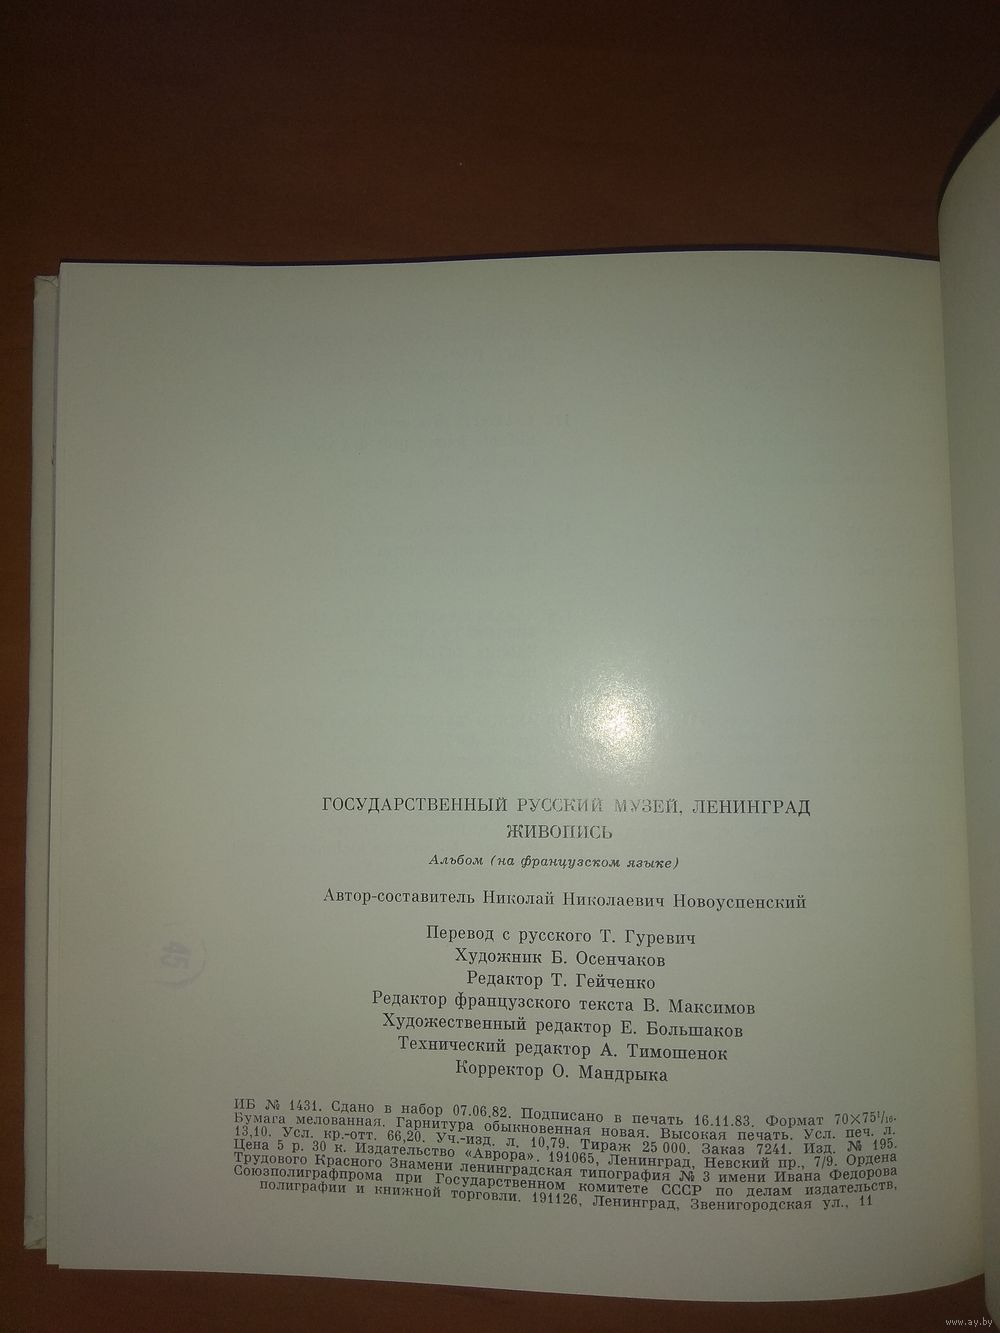 ГОСУДАРСТВЕННЫЙ РУССКИЙ МУЗЕЙ, ЛЕНИНГРАД
ЖИВОПИСЬ
Альбом (на французском языке)
Автор-составитель Николай Николаевич Новоуспенский
Перевод с русского Т. Гуревич
Художник Б. Осенчаков
Редактор Т. Гейченко
Редактор французского текста В. Максимов
Художественный редактор Е. Большаков
Технический редактор А. Тимошенок
Корректор О. Мандрыка
ИБ № 1431. Сдано в набор 07.06.82. Подписано в печать 16.11.83. Формат 70×75¹/₁₆.
Бумага мелованная. Гарнитура обыкновенная новая. Высокая печать. Усл. печ. л.
13,10. Усл. кр.-отт. 66,20. Уч.-изд. л. 10,79. Тираж 25 000. Заказ 7241. Изд. № 195.
Цена 5 р. 30 к. Издательство «Аврора». 191065, Ленинград, Невский пр., 7/9. Ордена
Трудового Красного Знамени ленинградская типография № 3 имени Ивана Федорова
Союзполиграфпрома при Государственном комитете СССР по делам издательств,
полиграфии и книжной торговли. 191126, Ленинград, Звенигородская ул., 11
www.ay.by